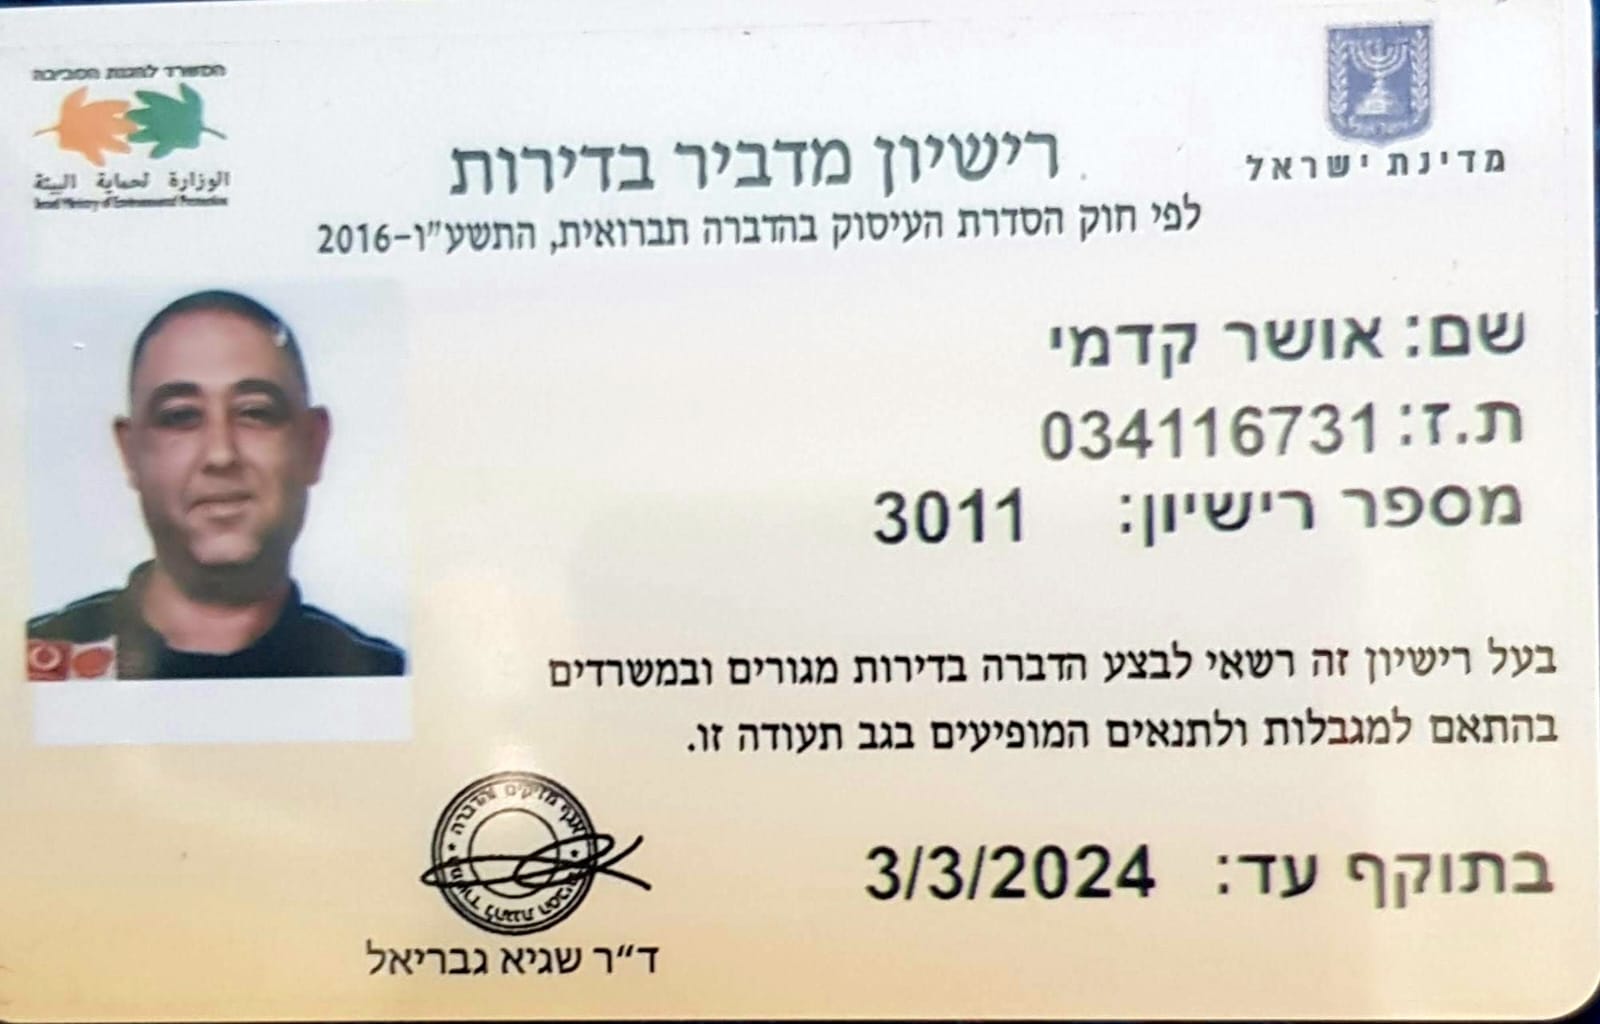 המשרד להגנת הסביבה
الوزارة لحماية البيئة
Israel Ministry of Environmental Protection
מדינת ישראל
רישיון מדביר בדירות
לפי חוק הסדרת העיסוק בהדברה תברואית, התשע"ו-2016
שם: אושר קדמי
ת.ז: 034116731
מספר רישיון: 3011
בעל רישיון זה רשאי לבצע הדברה בדירות מגורים ובמשרדים
בהתאם למגבלות ולתנאים המופיעים בגב תעודה זו.
בתוקף עד: 3/3/2024
אגף מזיקים והדברה
ד"ר שגיא גבריאל